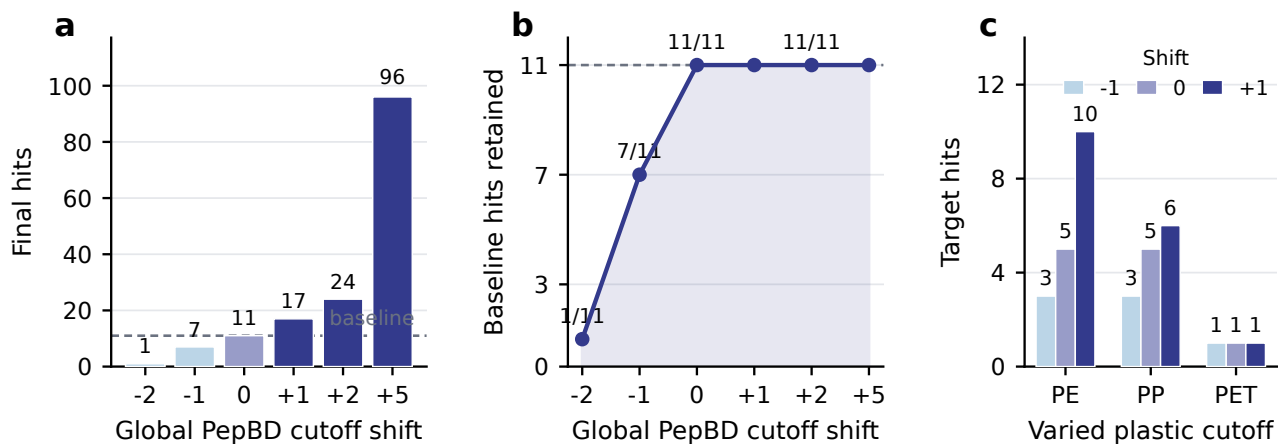 a
Final hits
100
80
60
40
20
0
1
7
11
17
24
96
baseline
-2 -1 0 +1 +2 +5
Global PepBD cutoff shift
b
Baseline hits retained
11
7
3
0
1/11
7/11
11/11
11/11
-2 -1 0 +1 +2 +5
Global PepBD cutoff shift
c
Target hits
Shift
-1 0 +1
12
8
4
0
3 5 10
3 5 6
1 1 1
PE PP PET
Varied plastic cutoff